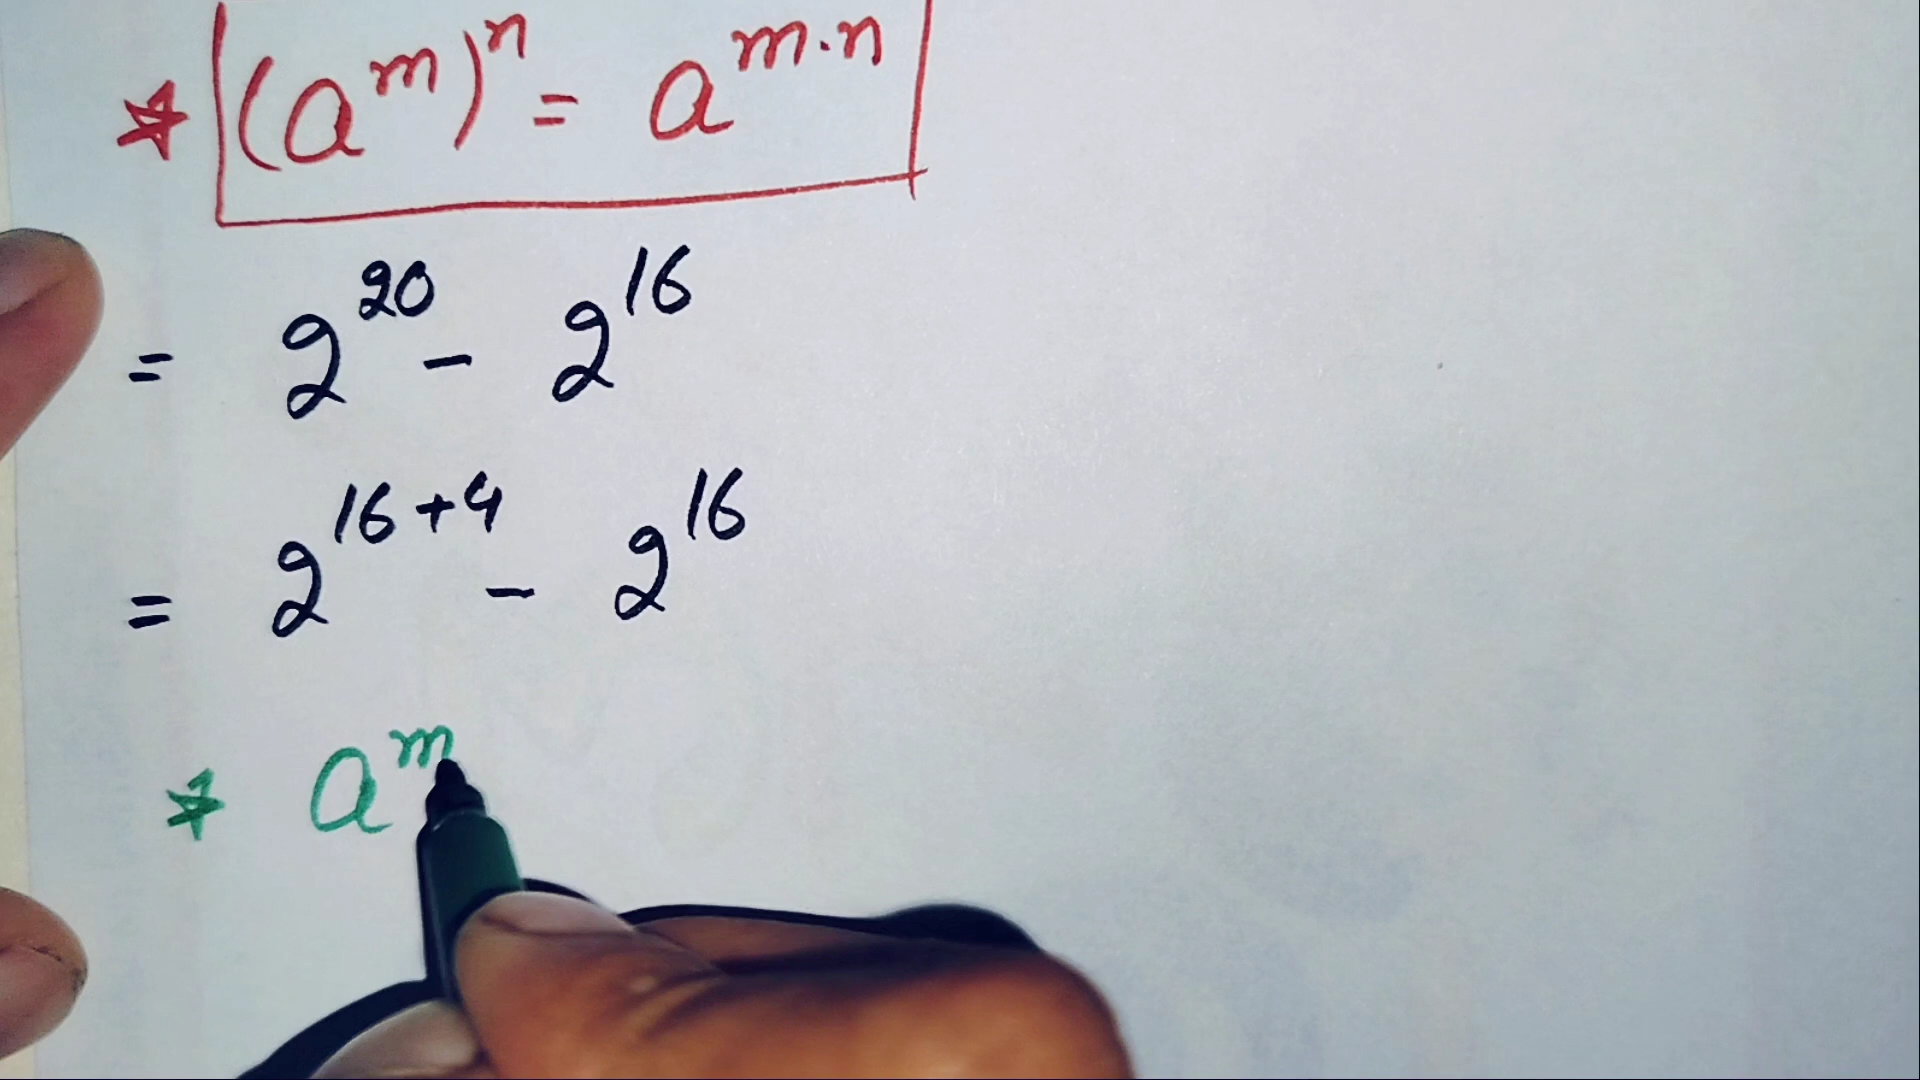 * (a^m)^n = a^{m·n}
= 2^{20} - 2^{16}
= 2^{16+4} - 2^{16}
* a^m